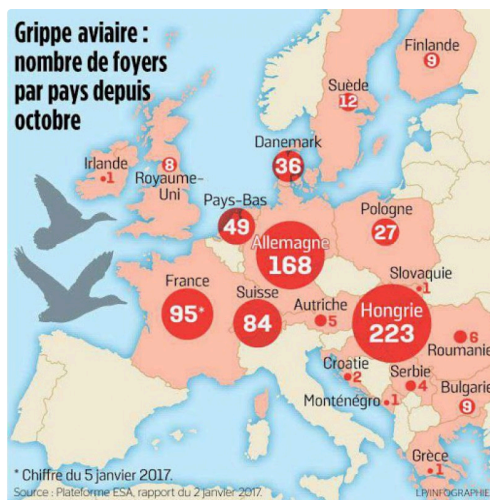 Grippe aviaire :
nombre de foyers
par pays depuis
octobre
Finlande
9
Suède
12
Danemark
36
Irlande
1
8
Royaume-
Uni
Pays-Bas
49
Pologne
27
Allemagne
168
Slovaquie
1
France
95*
Suisse
84
Autriche
5
Hongrie
223
6
Roumanie
Croatie
2
Serbie
4
Monténégro
1
Bulgarie
9
Grèce
1
* Chiffre du 5 janvier 2017.
Source : Plateforme ESA, rapport du 2 janvier 2017.
LP/INFOGRAPHIE